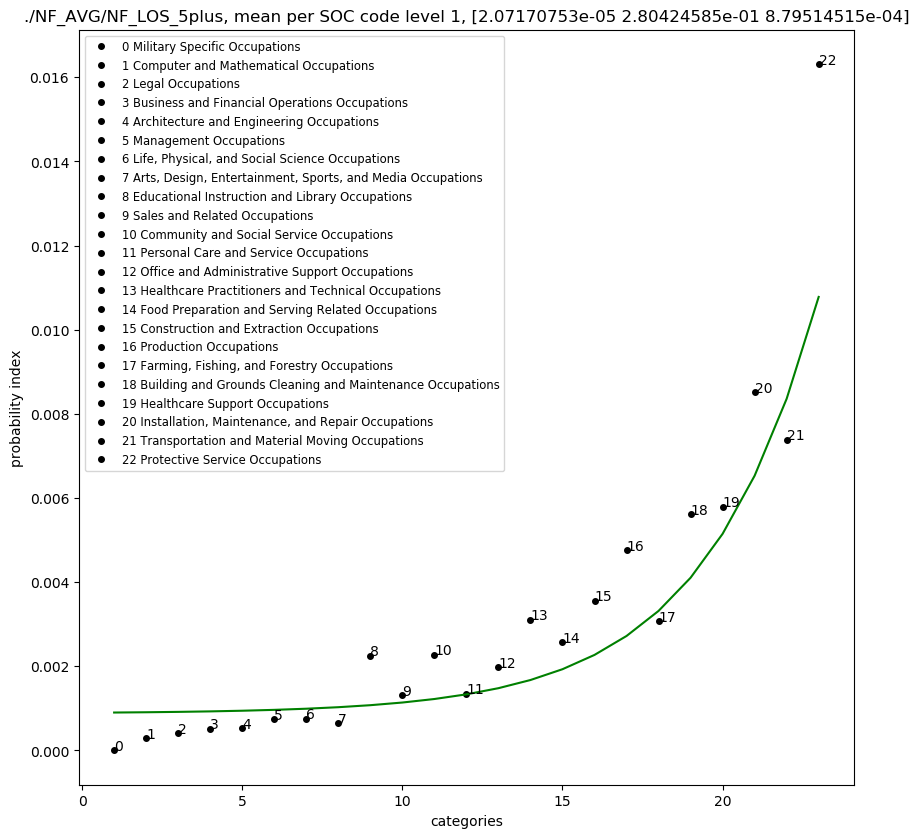 ./NF_AVG/NF_LOS_5plus, mean per SOC code level 1, [2.07170753e-05 2.80424585e-01 8.79514515e-04]
0 Military Specific Occupations
1 Computer and Mathematical Occupations
2 Legal Occupations
3 Business and Financial Operations Occupations
4 Architecture and Engineering Occupations
5 Management Occupations
6 Life, Physical, and Social Science Occupations
7 Arts, Design, Entertainment, Sports, and Media Occupations
8 Educational Instruction and Library Occupations
9 Sales and Related Occupations
10 Community and Social Service Occupations
11 Personal Care and Service Occupations
12 Office and Administrative Support Occupations
13 Healthcare Practitioners and Technical Occupations
14 Food Preparation and Serving Related Occupations
15 Construction and Extraction Occupations
16 Production Occupations
17 Farming, Fishing, and Forestry Occupations
18 Building and Grounds Cleaning and Maintenance Occupations
19 Healthcare Support Occupations
20 Installation, Maintenance, and Repair Occupations
21 Transportation and Material Moving Occupations
22 Protective Service Occupations
0.016
0.014
0.012
0.010
0.008
0.006
0.004
0.002
0.000
probability index
0
1
2
3
4
5
6
7
8
9
10
11
12
13
14
15
16
17
18
19
20
21
22
0
5
10
15
20
categories